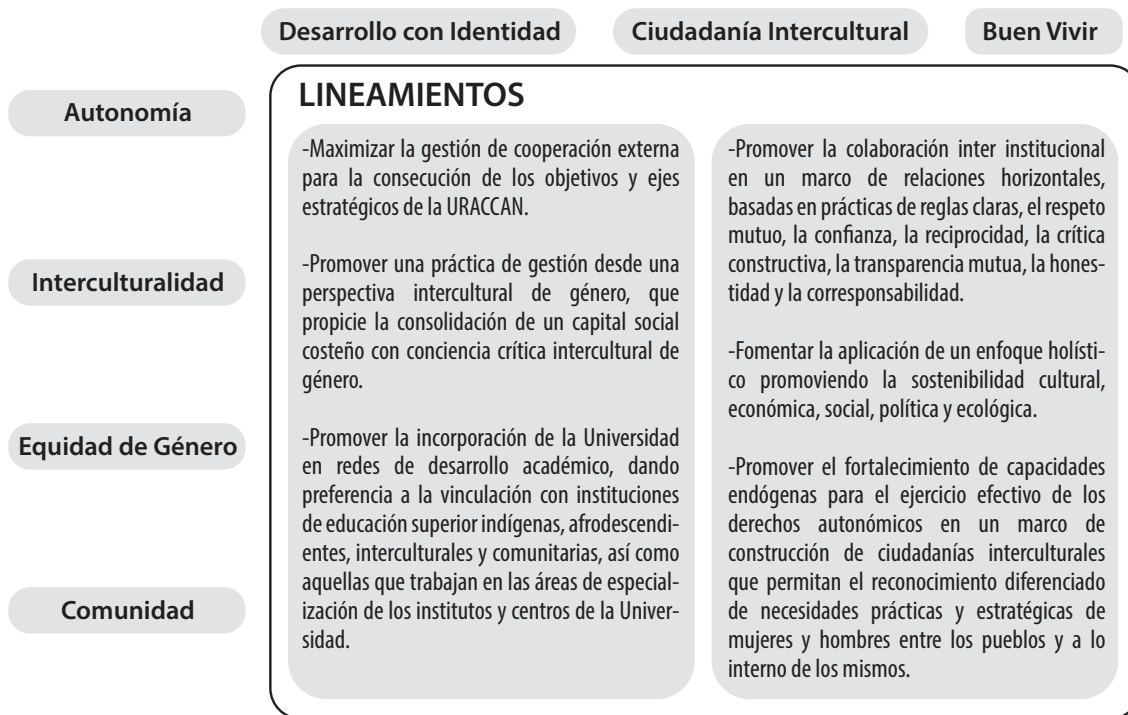 Desarrollo con Identidad
Ciudadanía Intercultural
Buen Vivir
Autonomía
Interculturalidad
Equidad de Género
Comunidad
LINEAMIENTOS
-Maximizar la gestión de cooperación externa
para la consecución de los objetivos y ejes
estratégicos de la URACCAN.
-Promover una práctica de gestión desde una
perspectiva intercultural de género, que
propicie la consolidación de un capital social
costeño con conciencia crítica intercultural de
género.
-Promover la incorporación de la Universidad
en redes de desarrollo académico, dando
preferencia a la vinculación con instituciones
de educación superior indígenas, afrodescendi-
entes, interculturales y comunitarias, así como
aquellas que trabajan en las áreas de especial-
ización de los institutos y centros de la Univer-
sidad.
-Promover la colaboración inter institucional
en un marco de relaciones horizontales,
basadas en prácticas de reglas claras, el respeto
mutuo, la confianza, la reciprocidad, la crítica
constructiva, la transparencia mutua, la hones-
tidad y la corresponsabilidad.
-Fomentar la aplicación de un enfoque holísti-
co promoviendo la sostenibilidad cultural,
económica, social, política y ecológica.
-Promover el fortalecimiento de capacidades
endógenas para el ejercicio efectivo de los
derechos autonómicos en un marco de
construcción de ciudadanías interculturales
que permitan el reconocimiento diferenciado
de necesidades prácticas y estratégicas de
mujeres y hombres entre los pueblos y a lo
interno de los mismos.